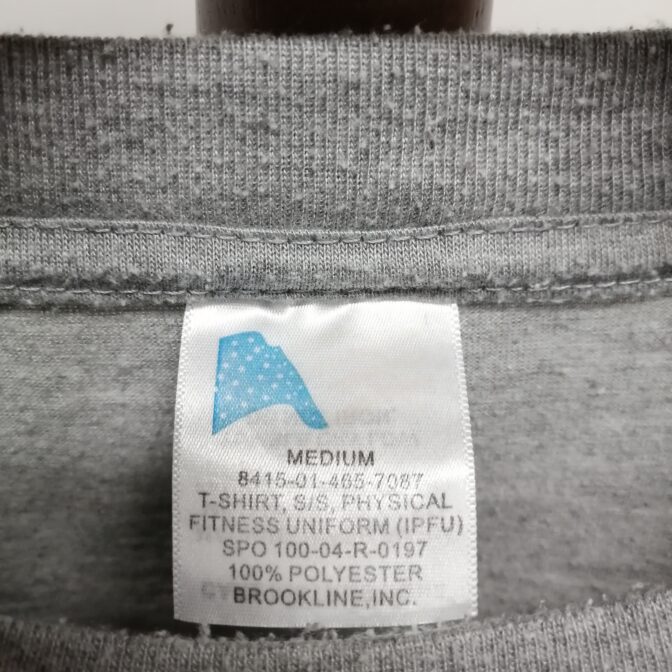 MEDIUM
8415-01-465-7087
T-SHIRT, S/S, PHYSICAL
FITNESS UNIFORM (IPFU)
SPO 100-04-R-0197
100% POLYESTER
BROOKLINE,INC.